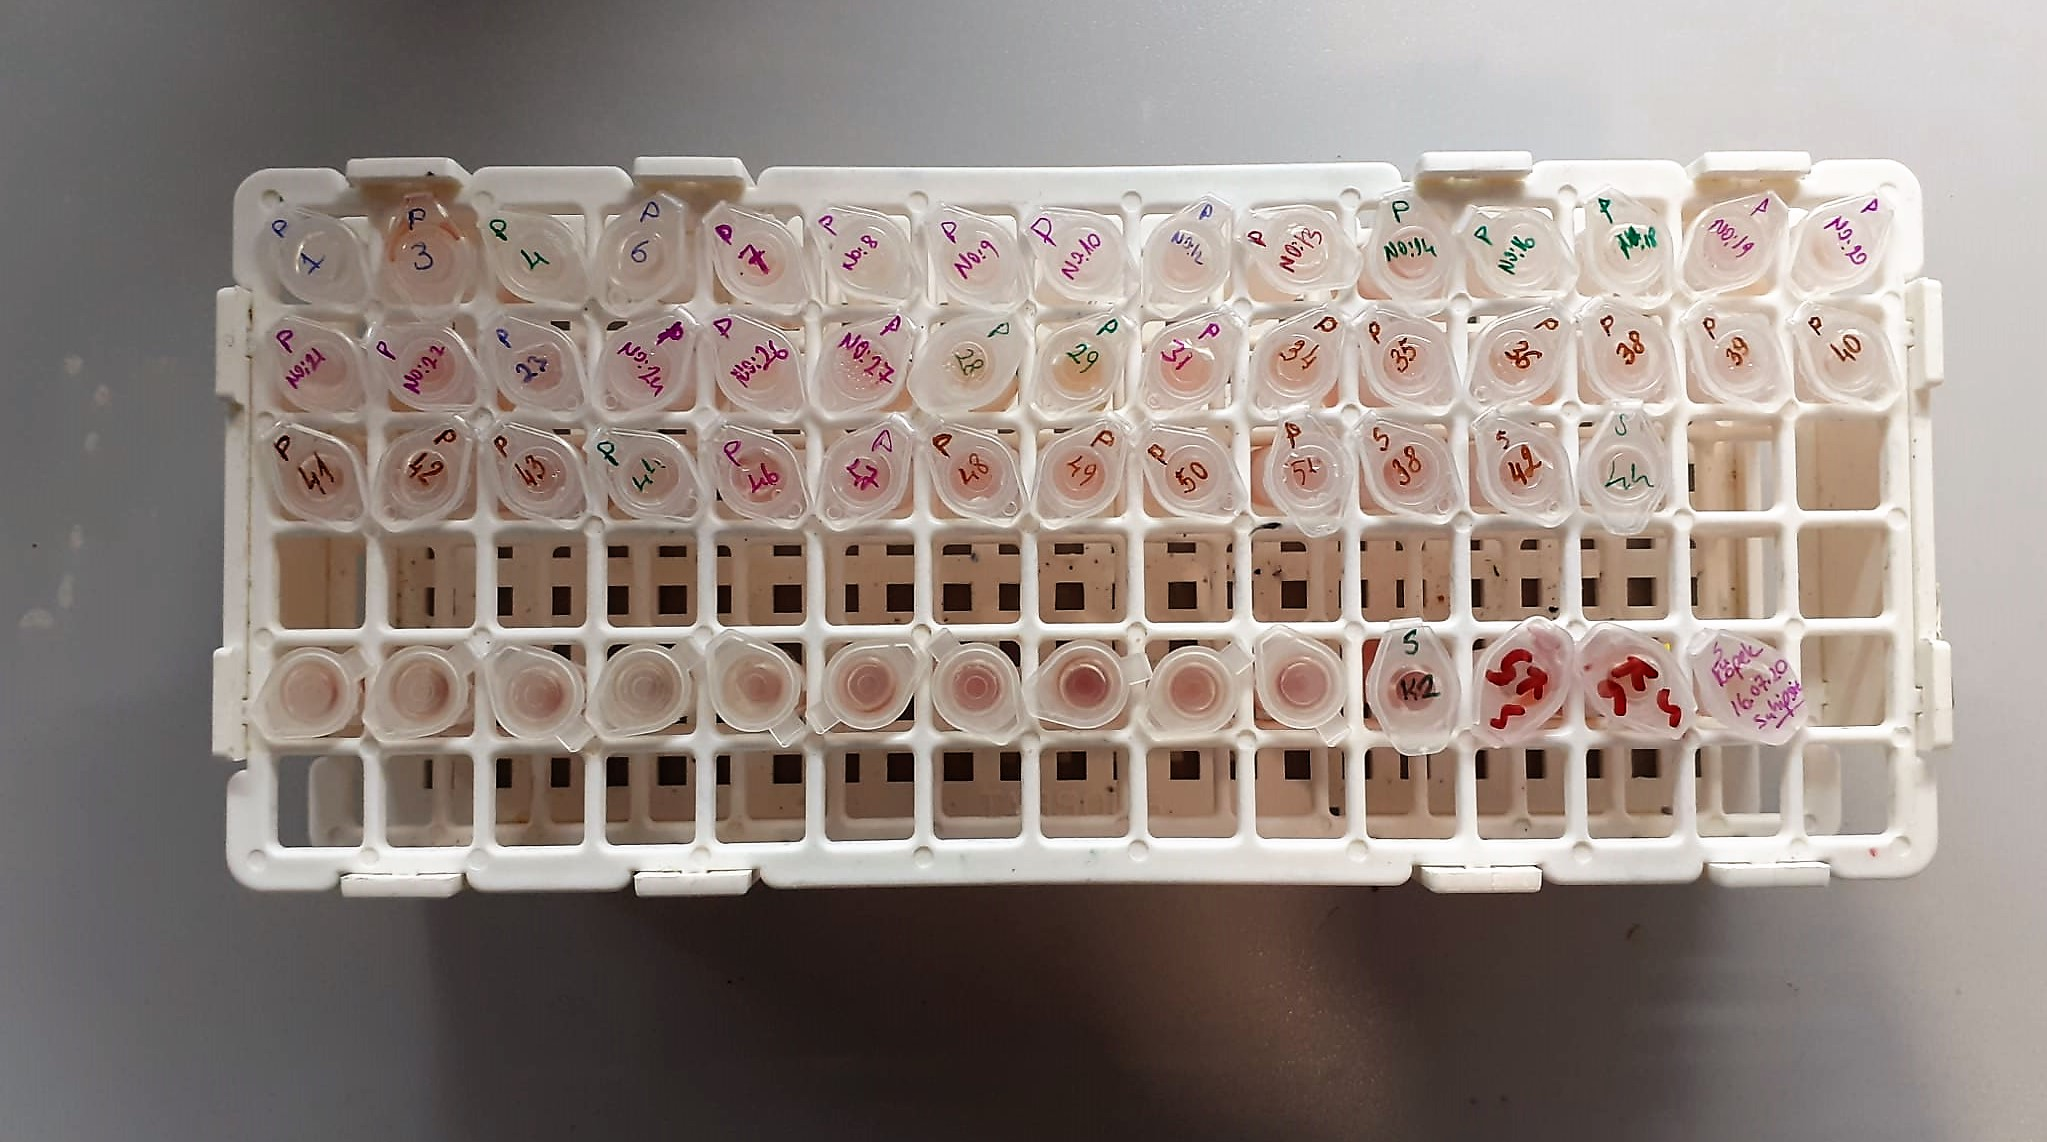 P 1
P 3
P 4
P 6
P 7
P No:8
P No:9
P No:10
P No:12
P NO:13
P NO:14
P No:16
P No:18
P NO:19
P No:20
P No:21
P No:22
P 23
P No:24
P No:26
P NO:27
P 28
P 29
P 31
P 34
P 35
P
P 38
P 39
P 40
P 41
P 42
P 43
P 44
P 46
P 47
P 48
P 49
P 50
P 51
S 38
S 42
S 44
S K2
S
Köpek
16.07.20